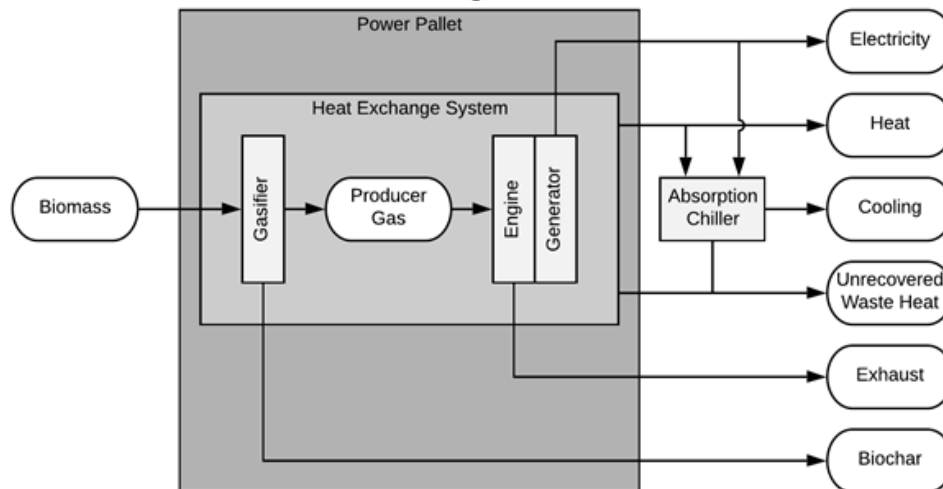 Power Pallet
Heat Exchange System
Biomass
Gasifier
Producer
Gas
Engine
Generator
Absorption
Chiller
Electricity
Heat
Cooling
Unrecovered
Waste Heat
Exhaust
Biochar